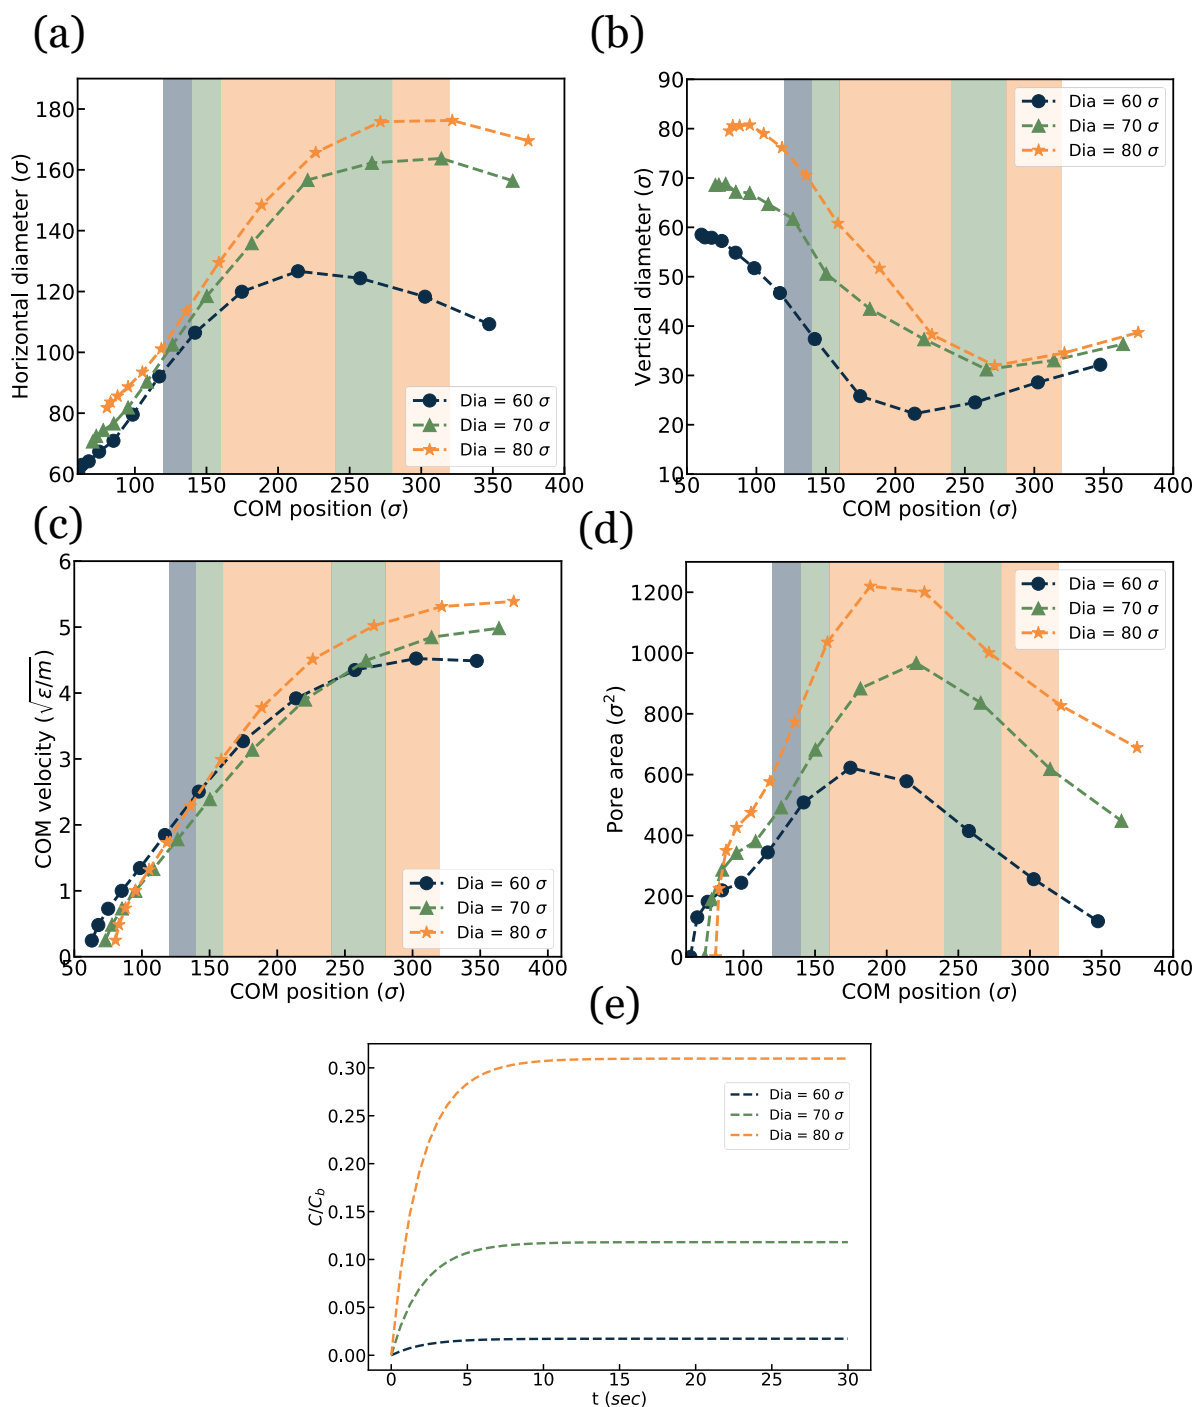 (a)
(b)
Horizontal diameter (σ)
180
160
140
120
100
80
60
100 150 200 250 300 350 400
COM position (σ)
Dia = 60 σ
Dia = 70 σ
Dia = 80 σ
Vertical diameter (σ)
90
80
70
60
50
40
30
20
10
50 100 150 200 250 300 350 400
COM position (σ)
Dia = 60 σ
Dia = 70 σ
Dia = 80 σ
(c)
(d)
COM velocity (√ε/m)
6
5
4
3
2
1
0
50 100 150 200 250 300 350 400
COM position (σ)
Dia = 60 σ
Dia = 70 σ
Dia = 80 σ
Pore area (σ²)
1200
1000
800
600
400
200
0
100 150 200 250 300 350 400
COM position (σ)
Dia = 60 σ
Dia = 70 σ
Dia = 80 σ
(e)
C/C_b
0.30
0.25
0.20
0.15
0.10
0.05
0.00
0 5 10 15 20 25 30
t (sec)
Dia = 60 σ
Dia = 70 σ
Dia = 80 σ